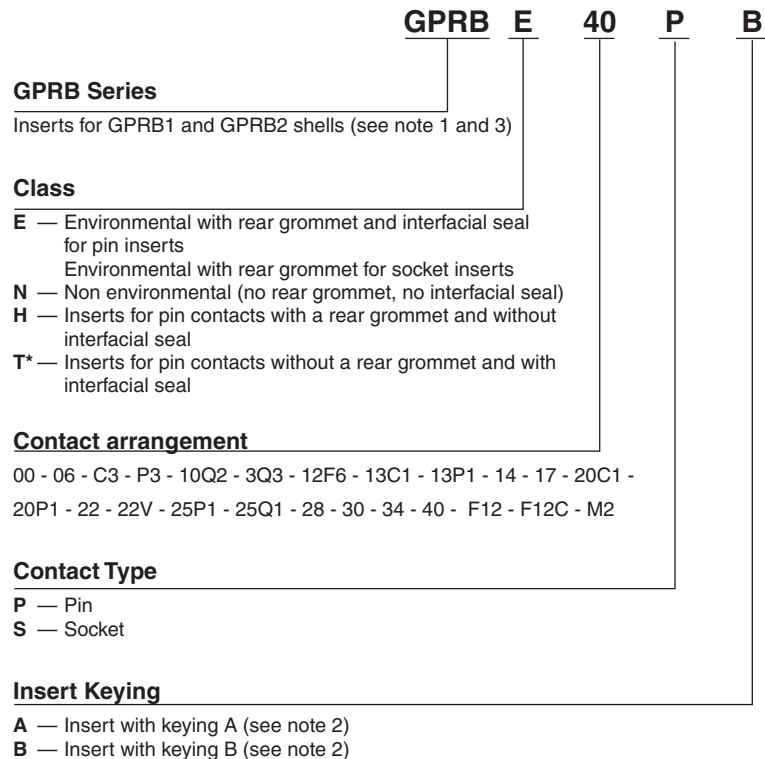 GPRB E 40 P B
GPRB Series
Inserts for GPRB1 and GPRB2 shells (see note 1 and 3)
Class
E — Environmental with rear grommet and interfacial seal
for pin inserts
Environmental with rear grommet for socket inserts
N — Non environmental (no rear grommet, no interfacial seal)
H — Inserts for pin contacts with a rear grommet and without
interfacial seal
T* — Inserts for pin contacts without a rear grommet and with
interfacial seal
Contact arrangement
00 - 06 - C3 - P3 - 10Q2 - 3Q3 - 12F6 - 13C1 - 13P1 - 14 - 17 - 20C1 -
20P1 - 22 - 22V - 25P1 - 25Q1 - 28 - 30 - 34 - 40 - F12 - F12C - M2
Contact Type
P — Pin
S — Socket
Insert Keying
A — Insert with keying A (see note 2)
B — Insert with keying B (see note 2)